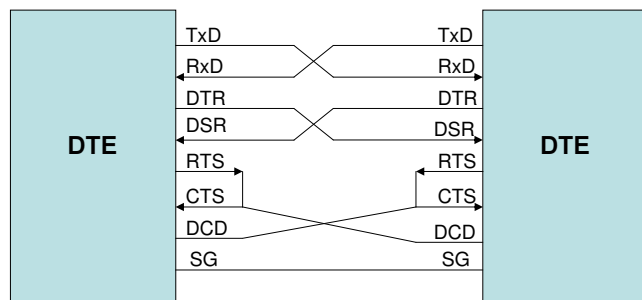 TxD TxD
RxD RxD
DTR DTR
DSR DSR
DTE DTE
RTS RTS
CTS CTS
DCD DCD
SG SG